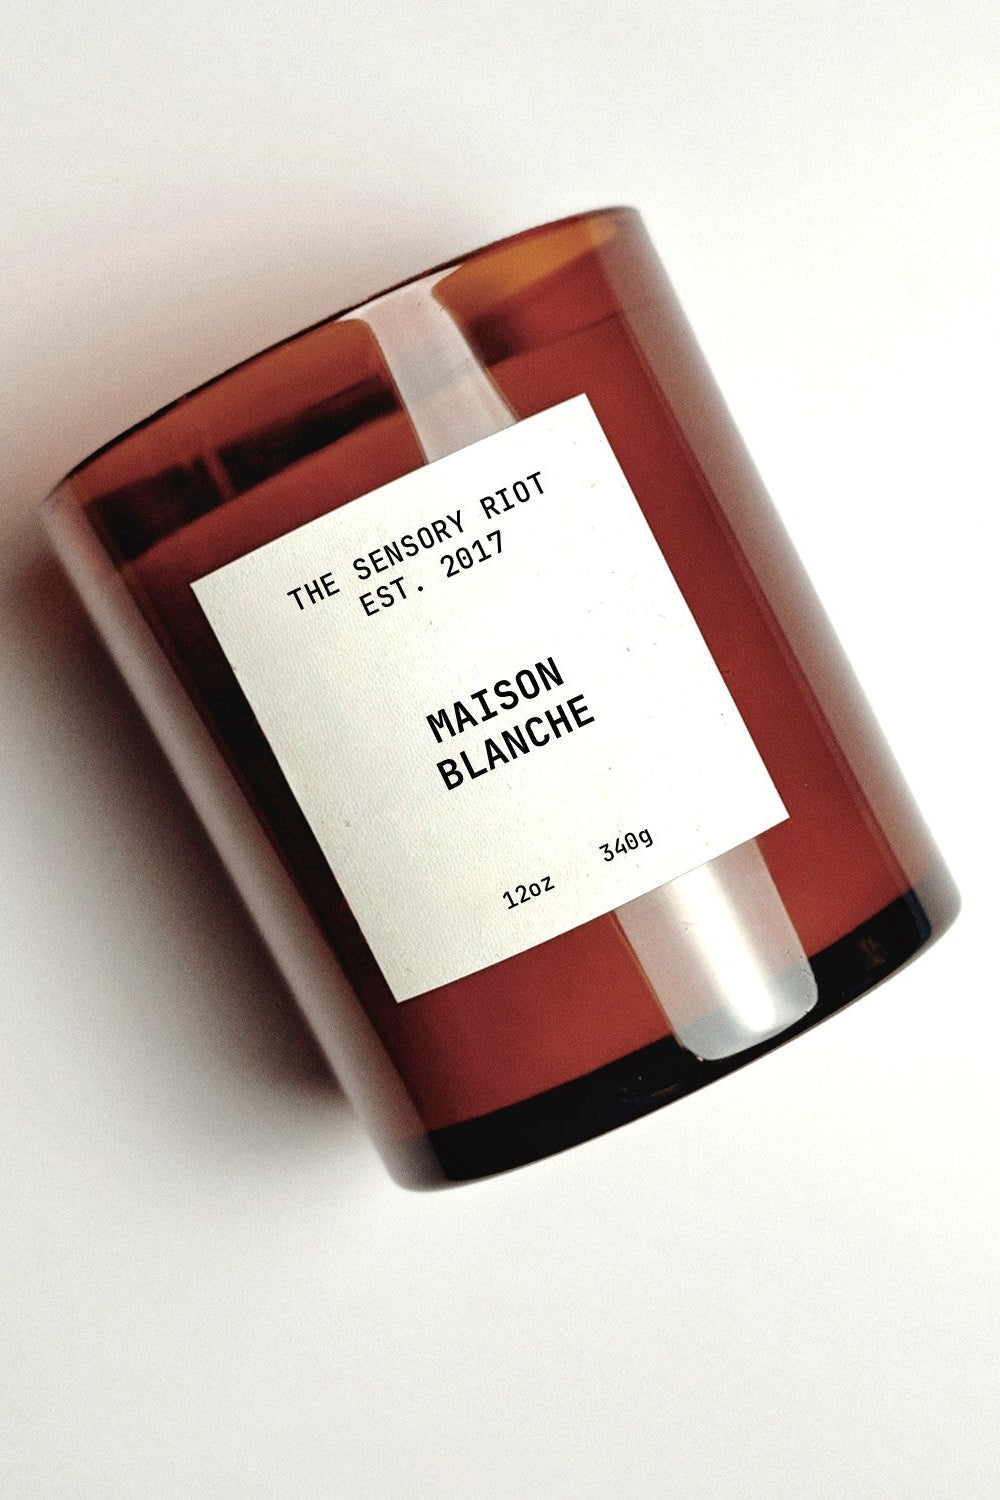 THE SENSORY RIOT
EST. 2017
MAISON
BLANCHE
12oz 340g